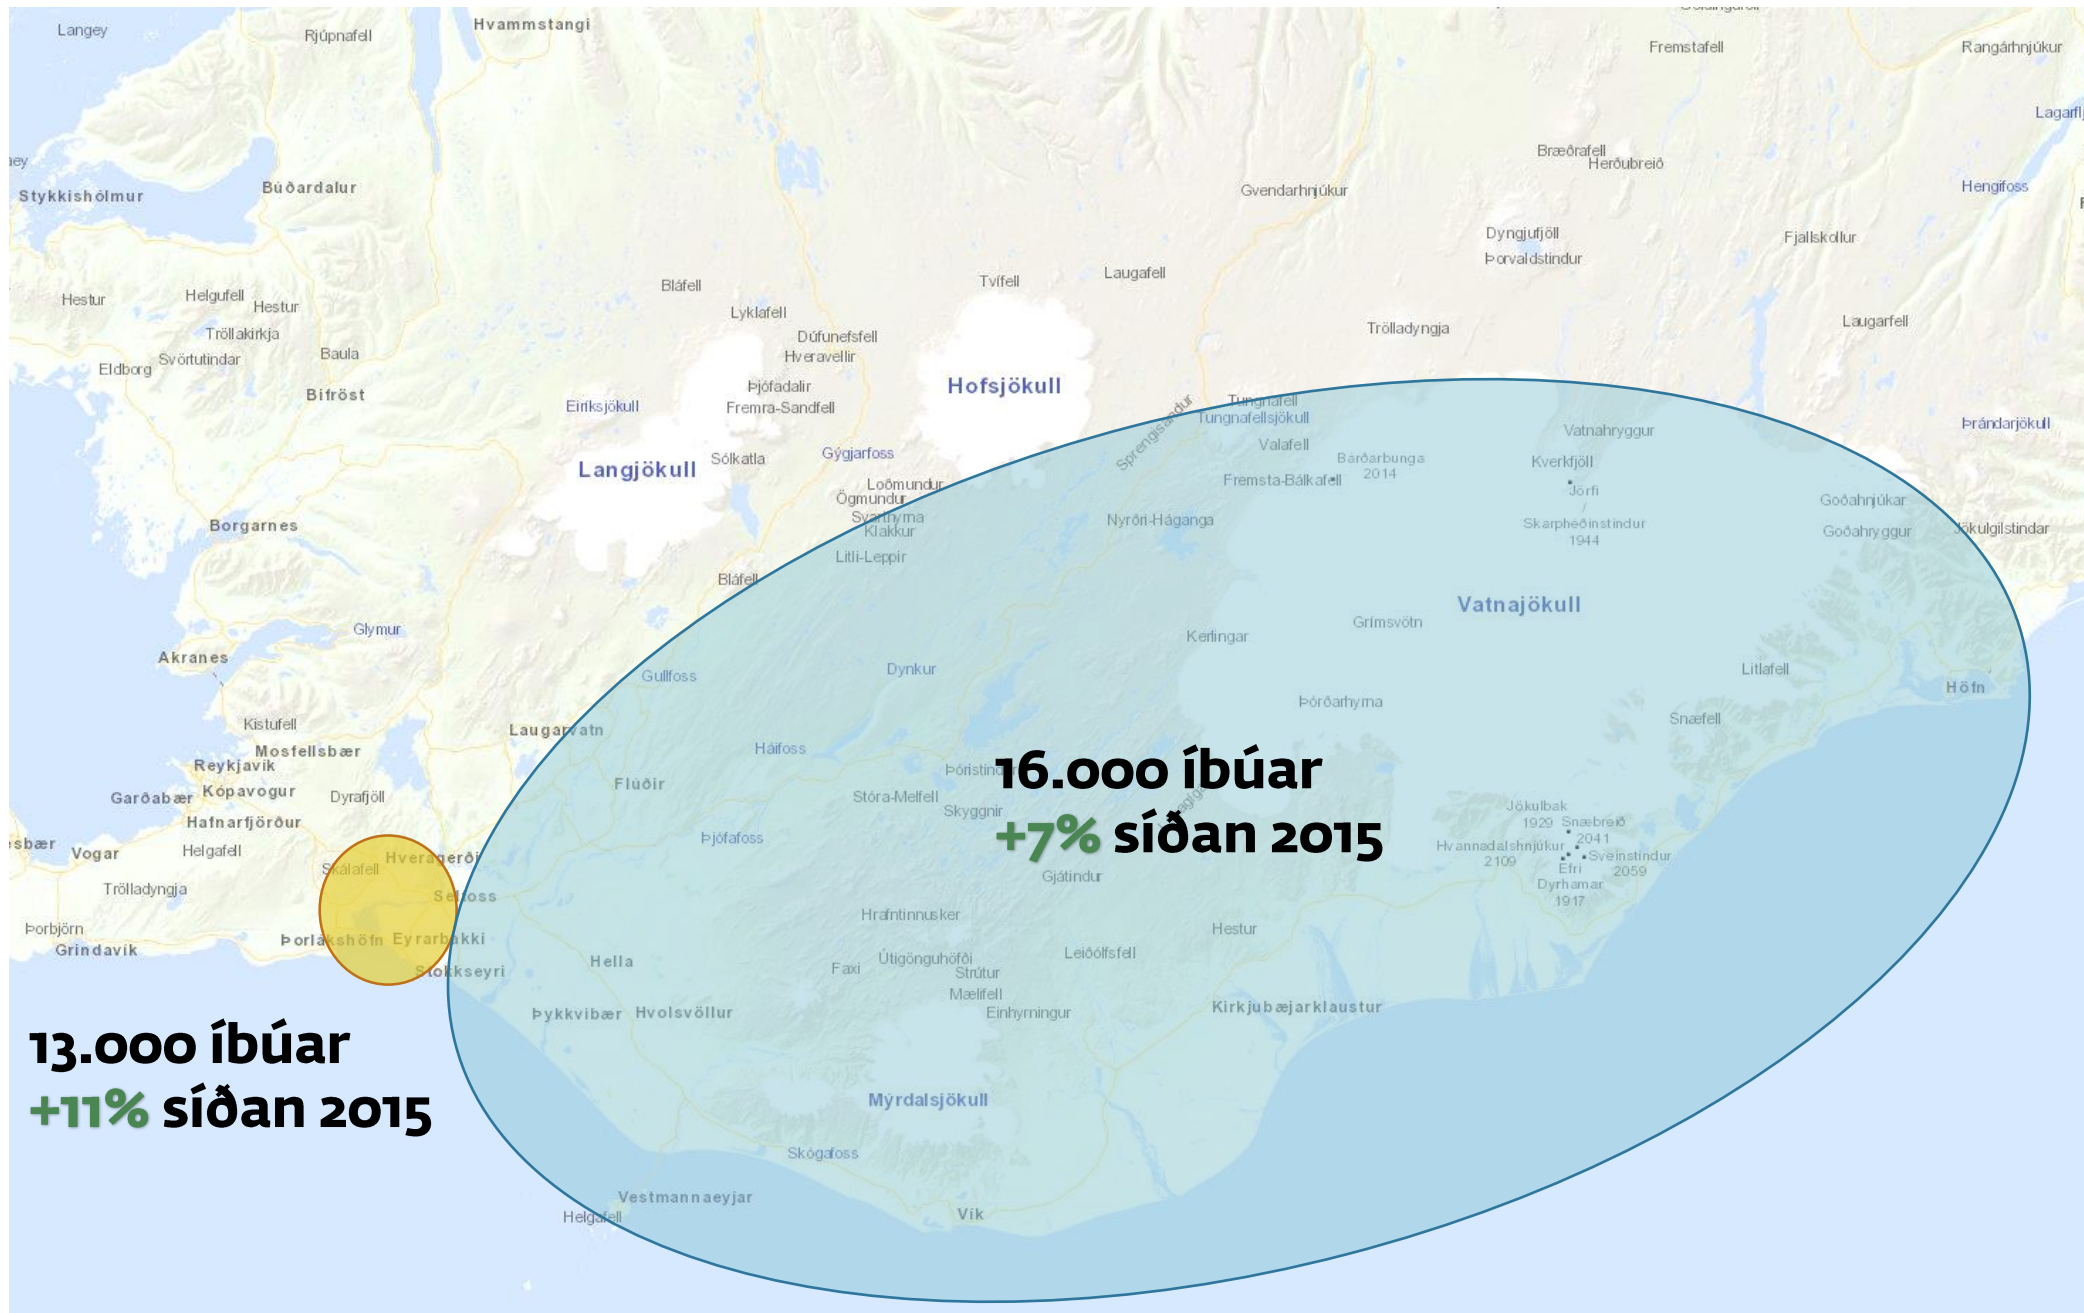 Langey
Rjúpnafell
Hvammstangi
Fremstafell
Rangárhnjúkur
Bræðrafell
Herðubreið
Stykkishólmur
Búðardalur
Gvendarhnjúkur
Hengifoss
Dyngjufjöll
Þorvaldstindur
Fjallskollur
Hestur
Helgufell
Hestur
Tröllakirkja
Svörtutindar
Baula
Eldborg
Bifröst
Bláfell
Lyklafell
Dúfunefsfell
Hveravellir
Tvífell
Laugafell
Trölladyngja
Laugarfell
Þjófadalir
Fremra-Sandfell
Hofsjökull
Eiríksjökull
Langjökull
Sólkatla
Gýgjarfoss
Loðmundur
Ögmundur
Svarthyrna
Klakkur
Litli-Leppir
Bláfell
Sprengisandur
Tungnafell
Tungnafellsjökull
Valafell
Fremsta-Bálkafell
Bárðarbunga
2014
Nyrðri-Háganga
Vatnahryggur
Kverkfjöll
Jörfi
Skarpheðinstindur
1944
Þrándarjökull
Goðahnjúkar
Goðahryggur
Jökulgilstindar
Borgarnes
Glymur
Akranes
Vatnajökull
Grímsvötn
Kerlingar
Þórðarhyrna
Litlafell
Höfn
Snæfell
Gullfoss
Dynkur
Kistufell
Mosfellsbær
Reykjavík
Garðabær
Kópavogur
Dyrafjöll
Hafnarfjörður
Helgafell
Vogar
Laugarvatn
Flúðir
Háifoss
Stóra-Melfell
Skyggnir
Þjófafoss
16.000 íbúar
+7% síðan 2015
Jökulbak
1929
Snæbreið
2041
Hvannadalshnjúkur
2109
Sveinstindur
2059
Efri
Dyrhamar
1917
Skálafell
Hveragerði
Trölladyngja
Selfoss
Þorbjörn
Grindavík
Þorlákshöfn
Eyrarbakki
Stokkseyri
Gjátindur
Hrafntinnusker
Hestur
Hella
Faxi
Útigönguhöfði
Strútur
Leiðólfsfell
Mælifell
Einhyrningur
Þykkvibær
Hvolsvöllur
Kirkjubæjarklaustur
13.000 íbúar
+11% síðan 2015
Mýrdalsjökull
Skógafoss
Vestmannaeyjar
Helgafell
Vík